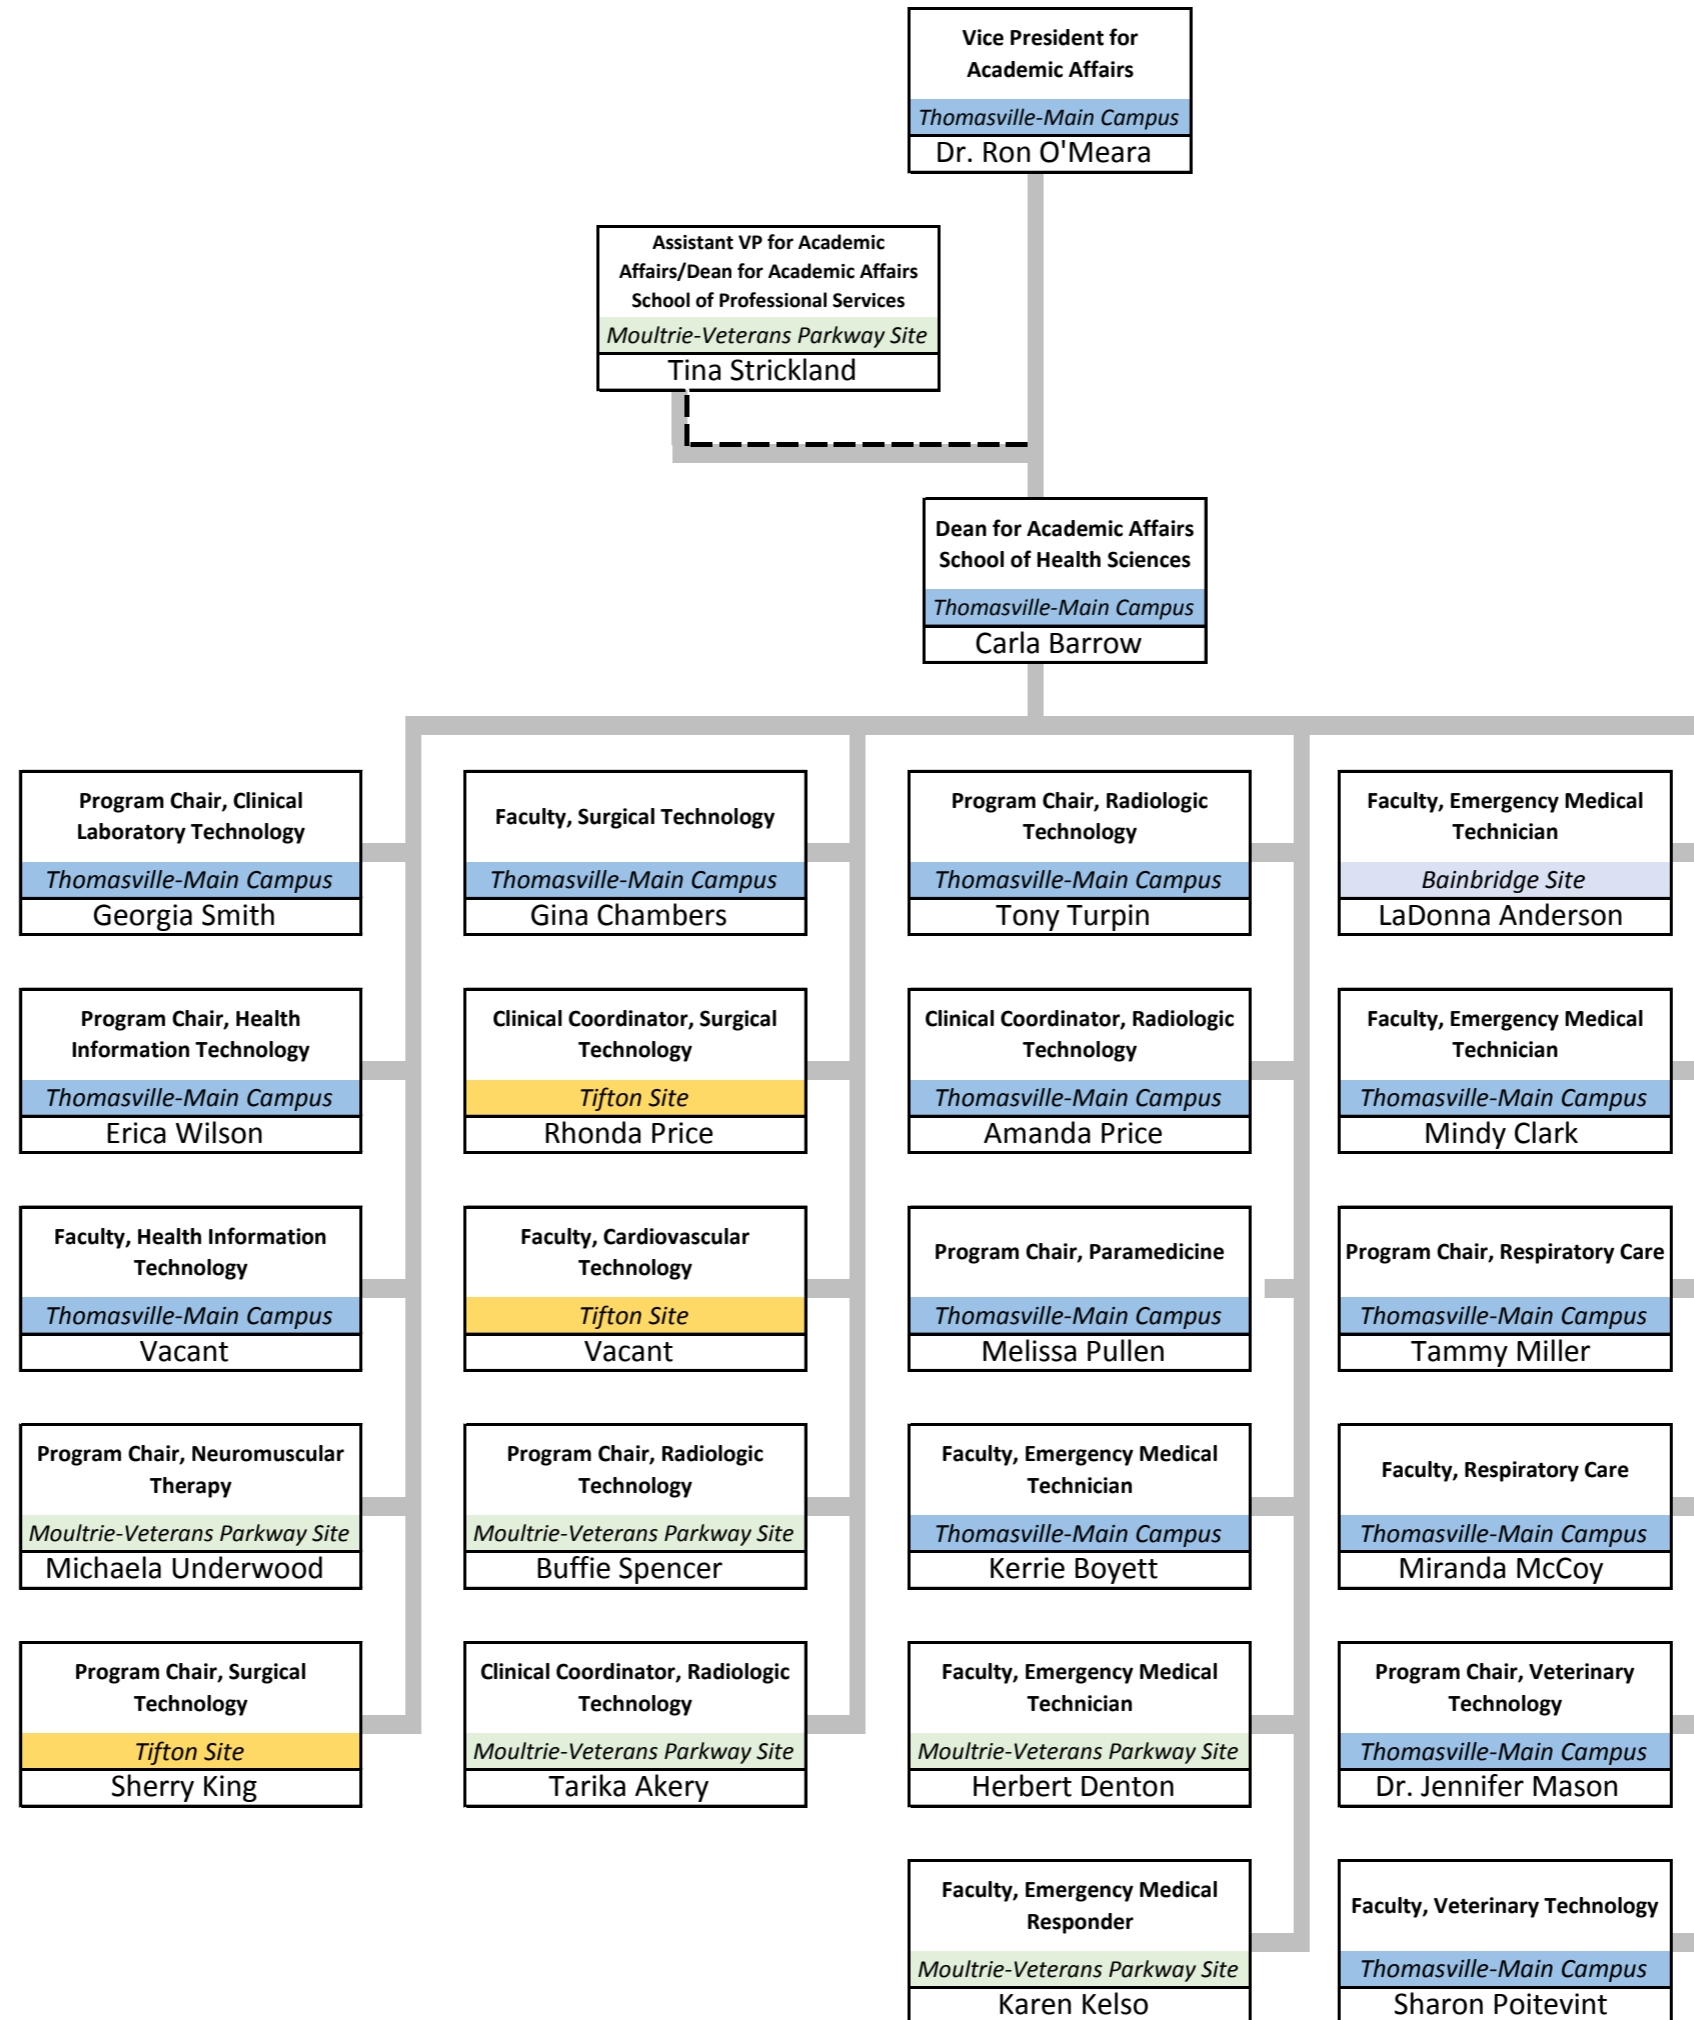 Vice President for
Academic Affairs
Thomasville-Main Campus
Dr. Ron O'Meara
Assistant VP for Academic
Affairs/Dean for Academic Affairs
School of Professional Services
Moultrie-Veterans Parkway Site
Tina Strickland
Dean for Academic Affairs
School of Health Sciences
Thomasville-Main Campus
Carla Barrow
Program Chair, Clinical
Laboratory Technology
Thomasville-Main Campus
Georgia Smith
Faculty, Surgical Technology
Thomasville-Main Campus
Gina Chambers
Program Chair, Radiologic
Technology
Thomasville-Main Campus
Tony Turpin
Faculty, Emergency Medical
Technician
Bainbridge Site
LaDonna Anderson
Program Chair, Health
Information Technology
Thomasville-Main Campus
Erica Wilson
Clinical Coordinator, Surgical
Technology
Tifton Site
Rhonda Price
Clinical Coordinator, Radiologic
Technology
Thomasville-Main Campus
Amanda Price
Faculty, Emergency Medical
Technician
Thomasville-Main Campus
Mindy Clark
Faculty, Health Information
Technology
Thomasville-Main Campus
Vacant
Faculty, Cardiovascular
Technology
Tifton Site
Vacant
Program Chair, Paramedicine
Thomasville-Main Campus
Melissa Pullen
Program Chair, Respiratory Care
Thomasville-Main Campus
Tammy Miller
Program Chair, Neuromuscular
Therapy
Moultrie-Veterans Parkway Site
Michaela Underwood
Program Chair, Radiologic
Technology
Moultrie-Veterans Parkway Site
Buffie Spencer
Faculty, Emergency Medical
Technician
Thomasville-Main Campus
Kerrie Boyett
Faculty, Respiratory Care
Thomasville-Main Campus
Miranda McCoy
Program Chair, Surgical
Technology
Tifton Site
Sherry King
Clinical Coordinator, Radiologic
Technology
Moultrie-Veterans Parkway Site
Tarika Akery
Faculty, Emergency Medical
Technician
Moultrie-Veterans Parkway Site
Herbert Denton
Program Chair, Veterinary
Technology
Thomasville-Main Campus
Dr. Jennifer Mason
Faculty, Emergency Medical
Responder
Moultrie-Veterans Parkway Site
Karen Kelso
Faculty, Veterinary Technology
Thomasville-Main Campus
Sharon Poitevint